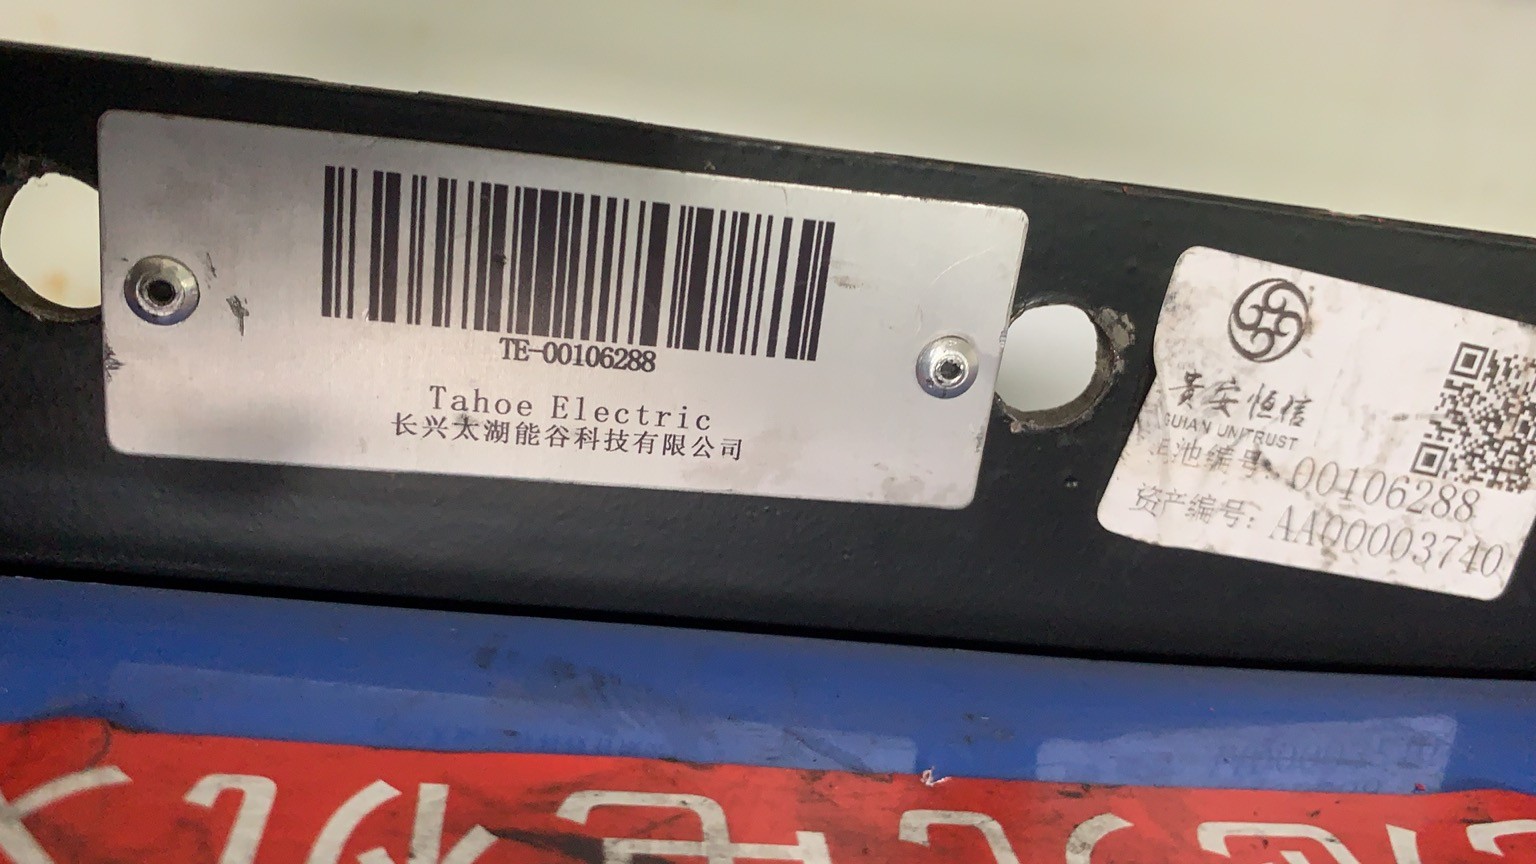 TE-00106288
Tahoe Electric
长兴太湖能谷科技有限公司
贵安恒信
GUIAN UNITRUST
电池编号: 00106288
资产编号: AA00003740